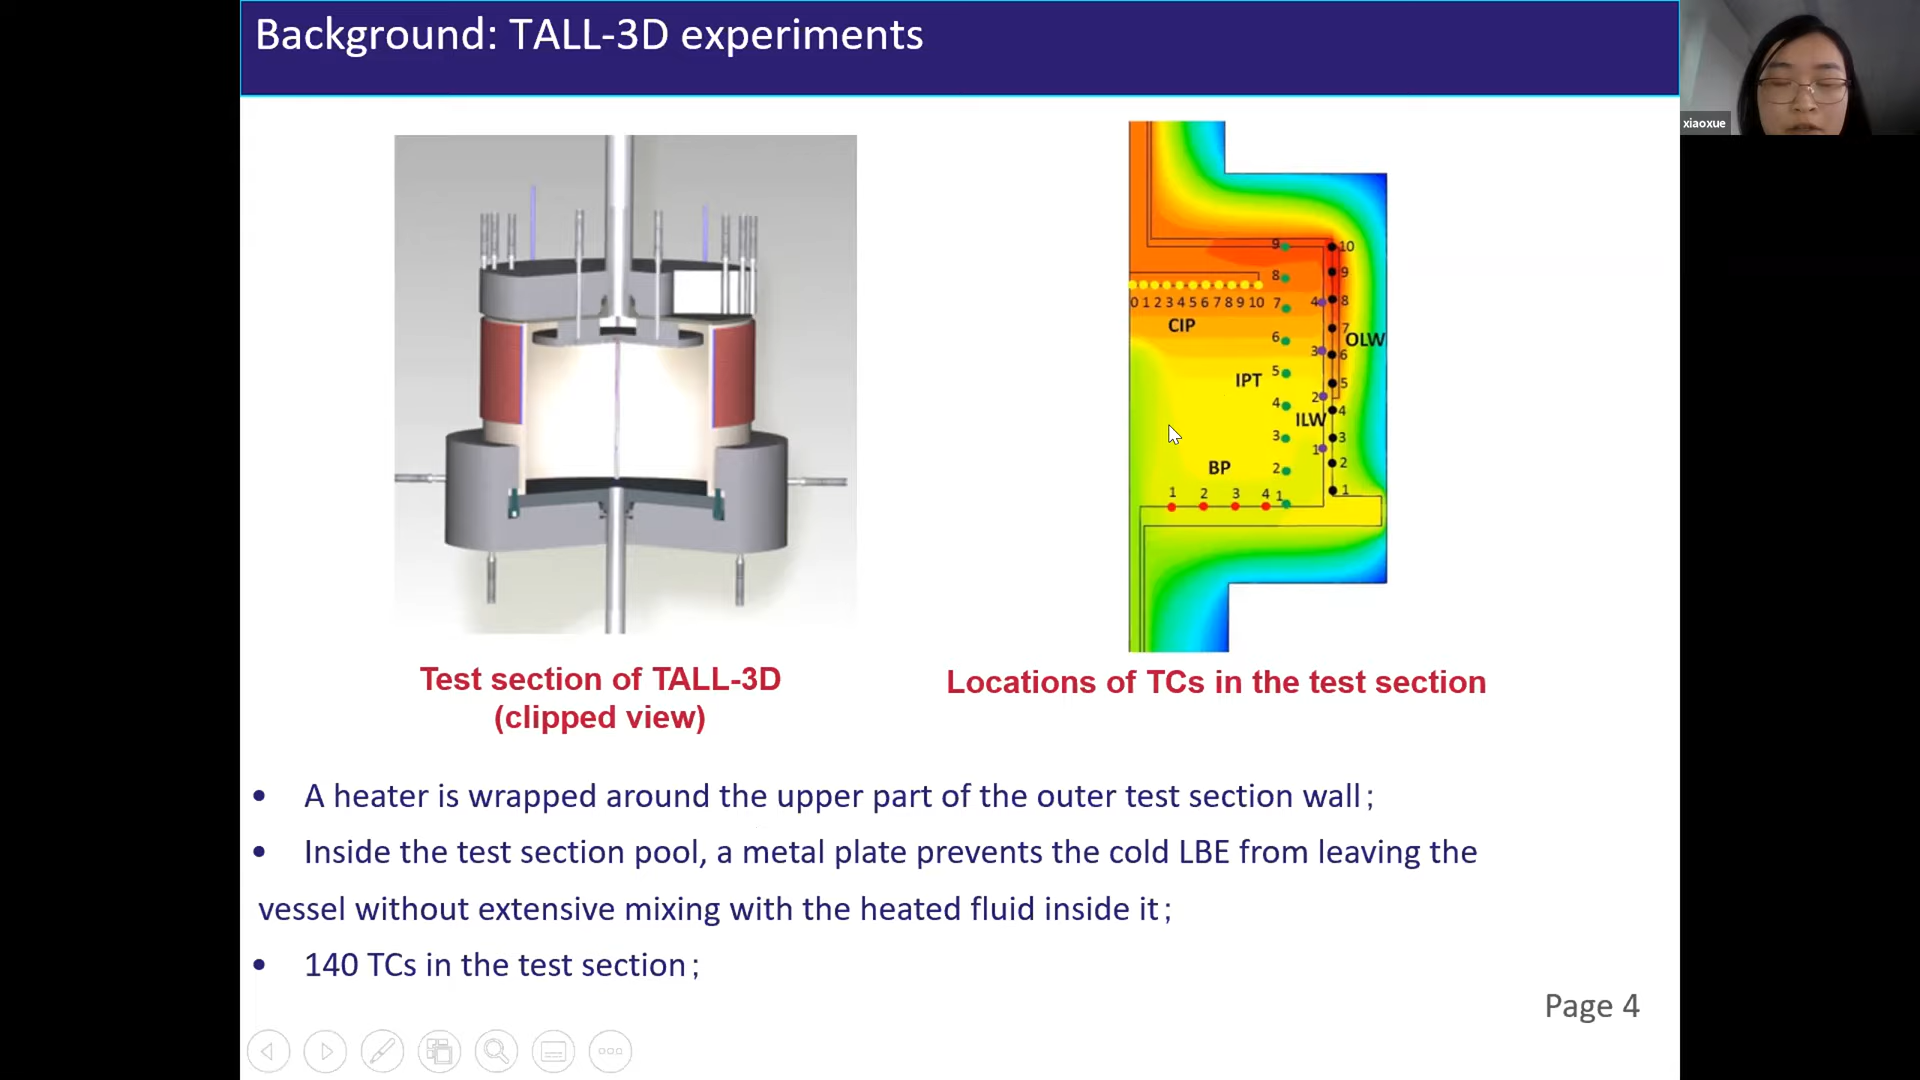 Background: TALL-3D experiments
xiaoxue
9
10
8
9
0 1 2 3 4 5 6 7 8 9 10 7
4
8
CIP
7
6
OLW
3
6
5
IPT
5
2
4
4
ILW
3
3
1
BP
2
2
1 2 3 4 1
1
Test section of TALL-3D
(clipped view)
Locations of TCs in the test section
• A heater is wrapped around the upper part of the outer test section wall;
• Inside the test section pool, a metal plate prevents the cold LBE from leaving the
vessel without extensive mixing with the heated fluid inside it;
• 140 TCs in the test section;
Page 4